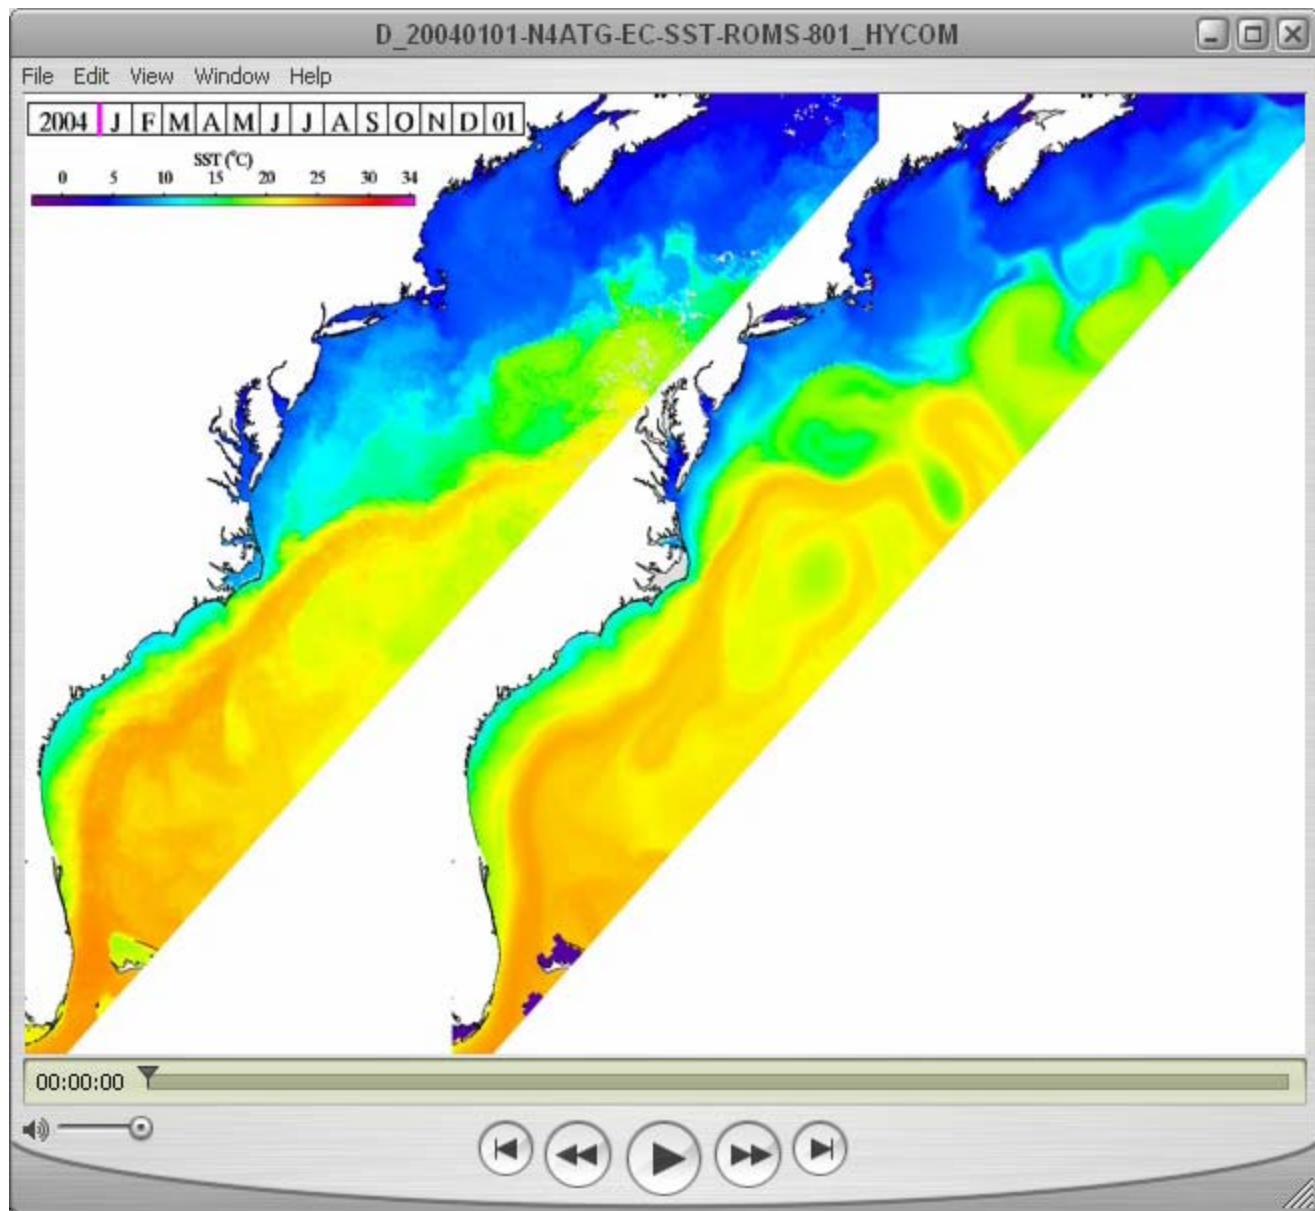 D_20040101-N4ATG-EC-SST-ROMS-801_HYCOM
File Edit View Window Help
2004 J F M A M J J A S O N D 01
SST (°C)
0 5 10 15 20 25 30 34
00:00:00